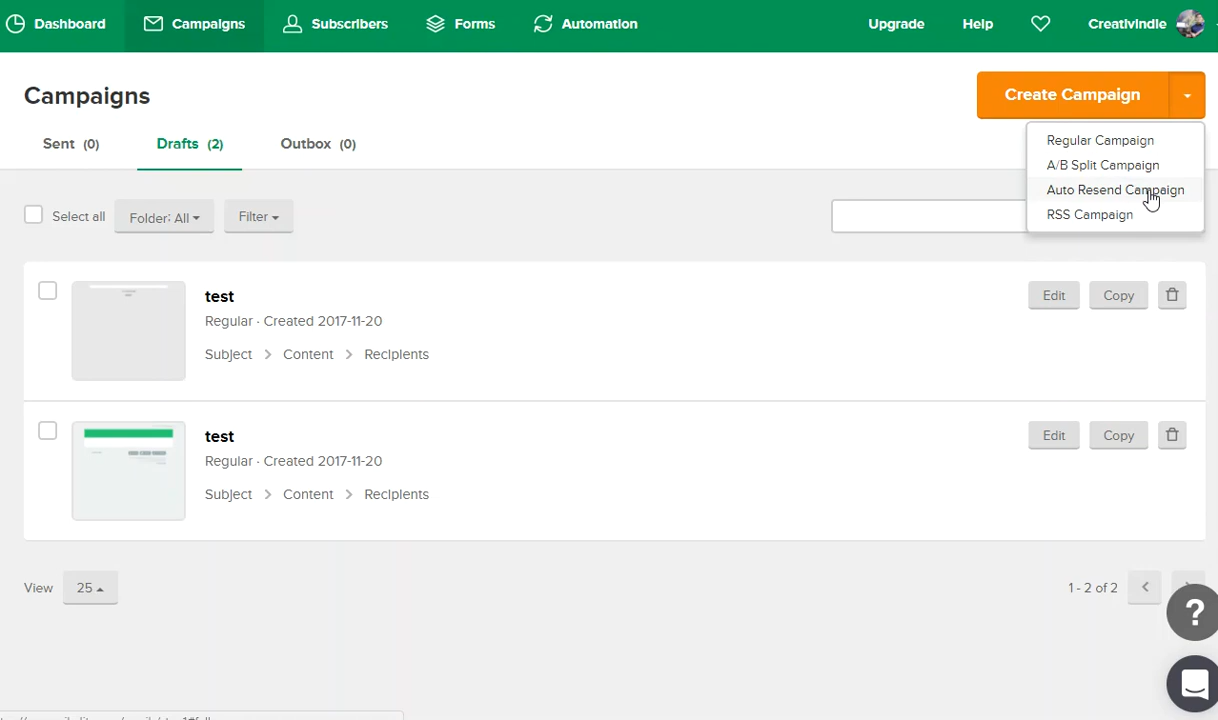 Dashboard Campaigns Subscribers Forms Automation Upgrade Help CreativIndie
Campaigns
Create Campaign
Sent (0) Drafts (2) Outbox (0)
Regular Campaign
A/B Split Campaign
Auto Resend Campaign
RSS Campaign
Select all Folder: All Filter
test
Regular · Created 2017-11-20
Subject > Content > Recipients
Edit Copy
test
Regular · Created 2017-11-20
Subject > Content > Recipients
Edit Copy
View 25
1 - 2 of 2
?